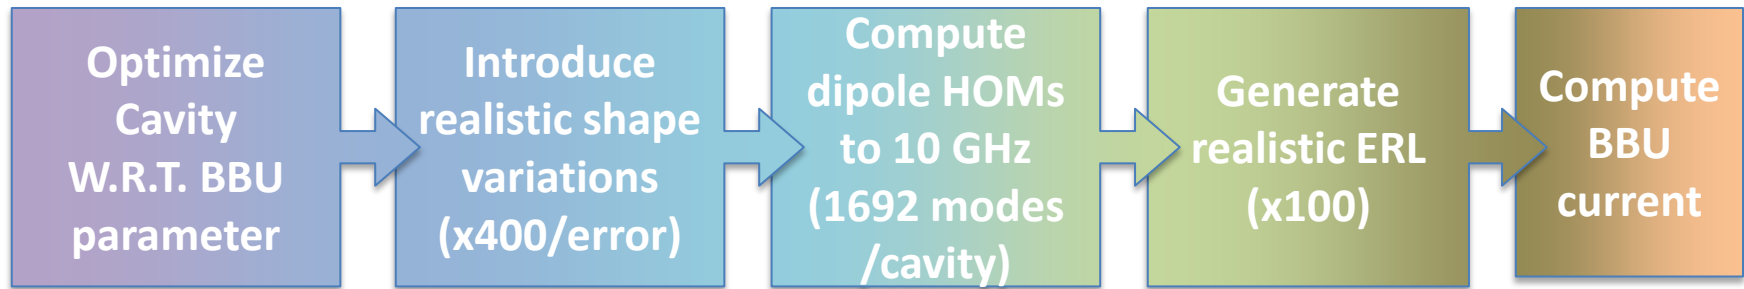 Optimize
Cavity
W.R.T. BBU
parameter
Introduce
realistic shape
variations
(x400/error)
Compute
dipole HOMs
to 10 GHz
(1692 modes
/cavity)
Generate
realistic ERL
(x100)
Compute
BBU
current